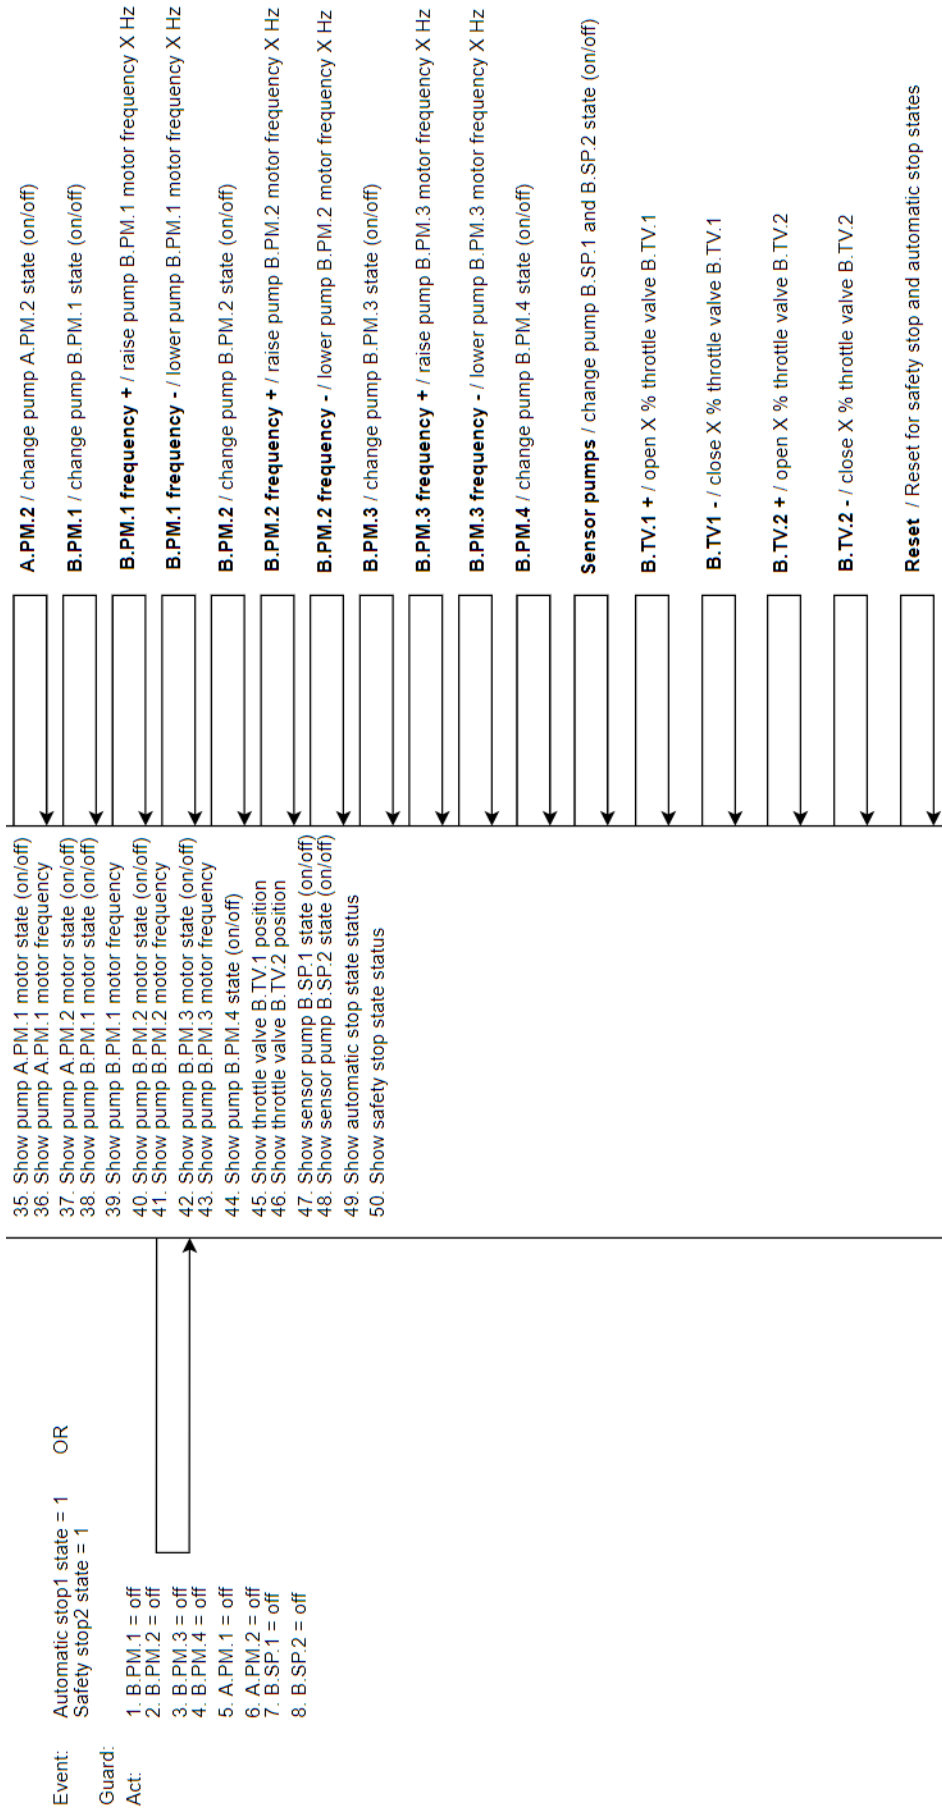 Event: Automatic stop1 state = 1 OR
Safety stop2 state = 1
Guard:
Act:
1. B.PM.1 = off
2. B.PM.2 = off
3. B.PM.3 = off
4. B.PM.4 = off
5. A.PM.1 = off
6. A.PM.2 = off
7. B.SP.1 = off
8. B.SP.2 = off
35. Show pump A.PM.1 motor state (on/off)
36. Show pump A.PM.1 motor frequency
37. Show pump A.PM.2 motor state (on/off)
38. Show pump B.PM.1 motor state (on/off)
39. Show pump B.PM.1 motor frequency
40. Show pump B.PM.2 motor state (on/off)
41. Show pump B.PM.2 motor frequency
42. Show pump B.PM.3 motor state (on/off)
43. Show pump B.PM.3 motor frequency
44. Show pump B.PM.4 state (on/off)
45. Show throttle valve B.TV.1 position
46. Show throttle valve B.TV.2 position
47. Show sensor pump B.SP.1 state (on/off)
48. Show sensor pump B.SP.2 state (on/off)
49. Show automatic stop state status
50. Show safety stop state status
A.PM.2 / change pump A.PM.2 state (on/off)
B.PM.1 / change pump B.PM.1 state (on/off)
B.PM.1 frequency + / raise pump B.PM.1 motor frequency X Hz
B.PM.1 frequency - / lower pump B.PM.1 motor frequency X Hz
B.PM.2 / change pump B.PM.2 state (on/off)
B.PM.2 frequency + / raise pump B.PM.2 motor frequency X Hz
B.PM.2 frequency - / lower pump B.PM.2 motor frequency X Hz
B.PM.3 / change pump B.PM.3 state (on/off)
B.PM.3 frequency + / raise pump B.PM.3 motor frequency X Hz
B.PM.3 frequency - / lower pump B.PM.3 motor frequency X Hz
B.PM.4 / change pump B.PM.4 state (on/off)
Sensor pumps / change pump B.SP.1 and B.SP.2 state (on/off)
B.TV.1 + / open X % throttle valve B.TV.1
B.TV1 - / close X % throttle valve B.TV.1
B.TV.2 + / open X % throttle valve B.TV.2
B.TV.2 - / close X % throttle valve B.TV.2
Reset / Reset for safety stop and automatic stop states